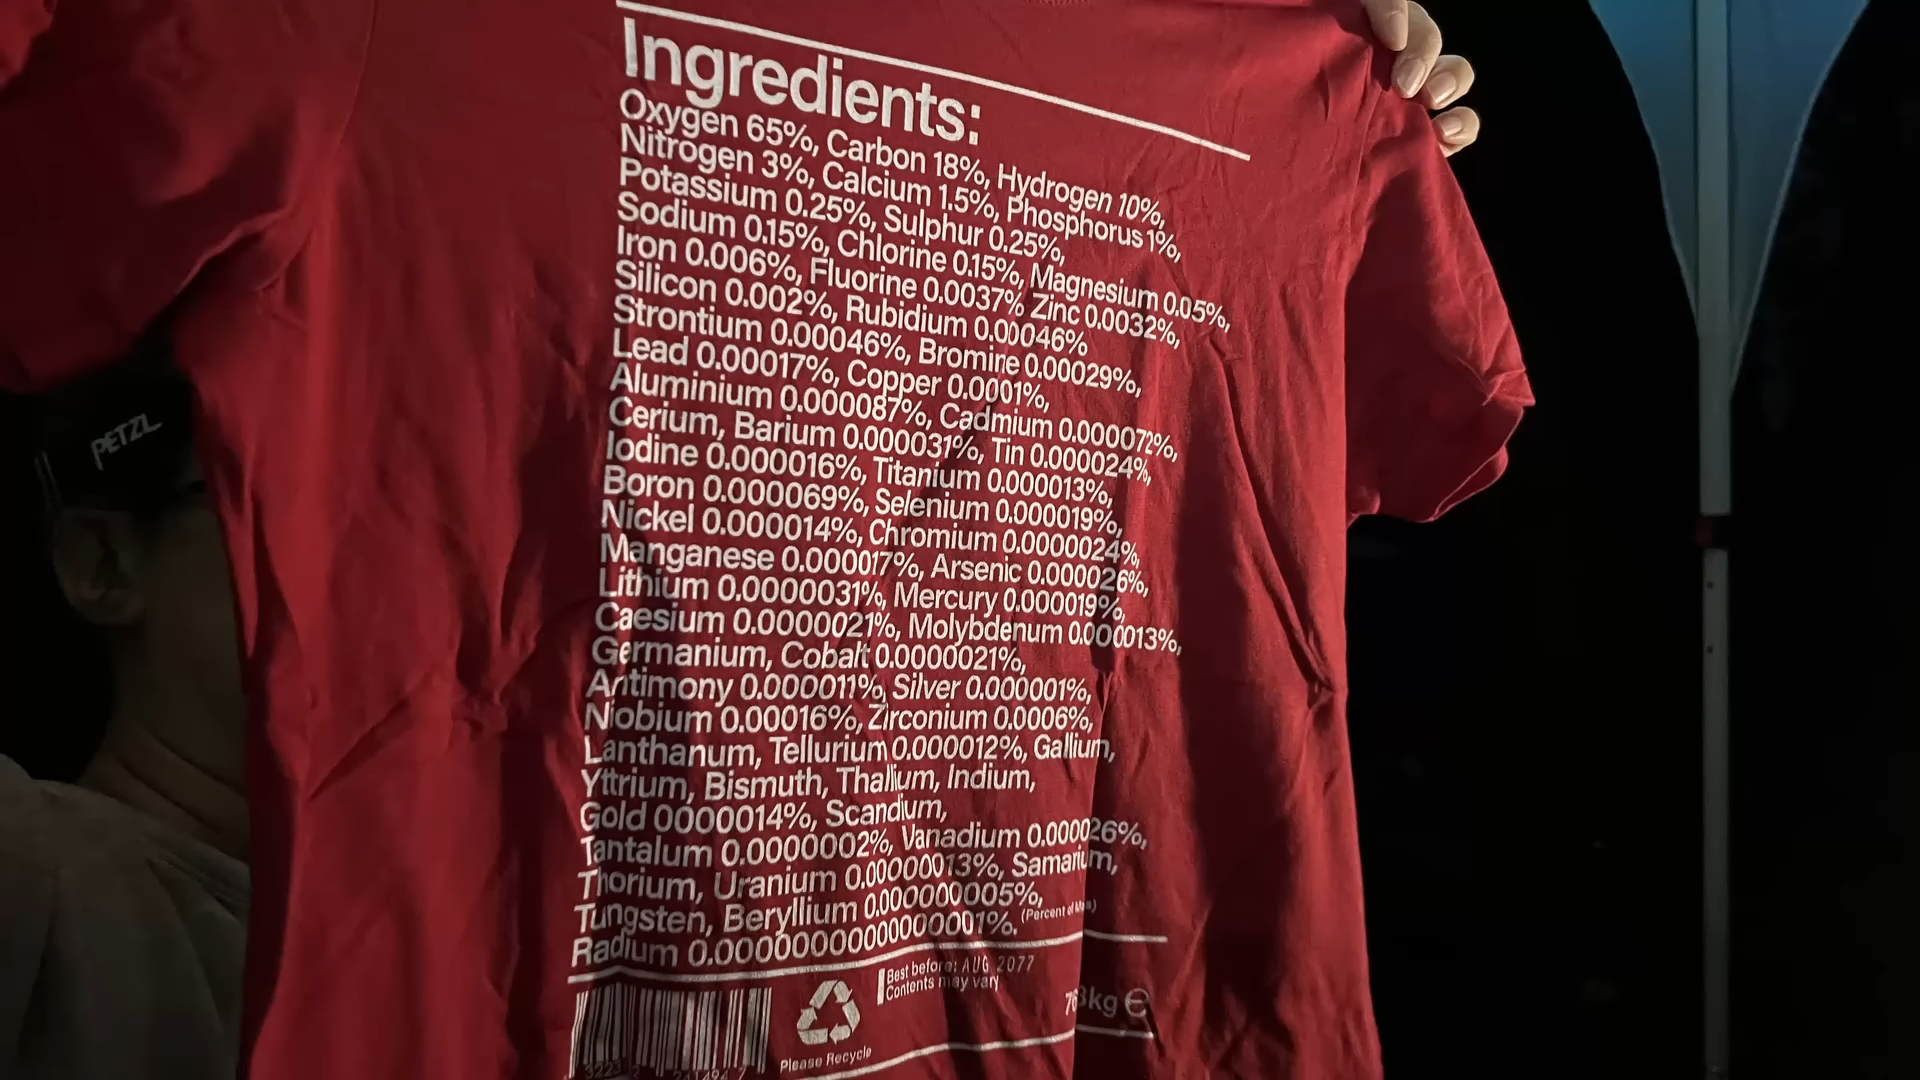 Ingredients:
Oxygen 65%, Carbon 18%, Hydrogen 10%,
Nitrogen 3%, Calcium 1.5%, Phosphorus 1%,
Potassium 0.25%, Sulphur 0.25%,
Sodium 0.15%, Chlorine 0.15%, Magnesium 0.05%,
Iron 0.006%, Fluorine 0.0037% Zinc 0.0032%,
Silicon 0.002%, Rubidium 0.00046%
Strontium 0.00046%, Bromine 0.00029%,
Lead 0.00017%, Copper 0.0001%,
Aluminium 0.000087%, Cadmium 0.000072%,
Cerium, Barium 0.000031%, Tin 0.000024%,
Iodine 0.000016%, Titanium 0.000013%,
Boron 0.000069%, Selenium 0.000019%,
Nickel 0.000014%, Chromium 0.0000024%,
Manganese 0.000017%, Arsenic 0.000026%,
Lithium 0.0000031%, Mercury 0.000019%,
Caesium 0.0000021%, Molybdenum 0.000013%,
Germanium, Cobalt 0.0000021%,
Antimony 0.000011%, Silver 0.000001%,
Niobium 0.00016%, Zirconium 0.0006%,
Lanthanum, Tellurium 0.000012%, Gallium,
Yttrium, Bismuth, Thallium, Indium,
Gold 0000014%, Scandium,
Tantalum 0.0000002%, Vanadium 0.000026%,
Thorium, Uranium 0.00000013%, Samarium,
Tungsten, Beryllium 0.000000005%,
Radium 0.000000000000001%. (Percent of
Best before: AUG 2077
Contents may vary
Please Recycle
PETZL